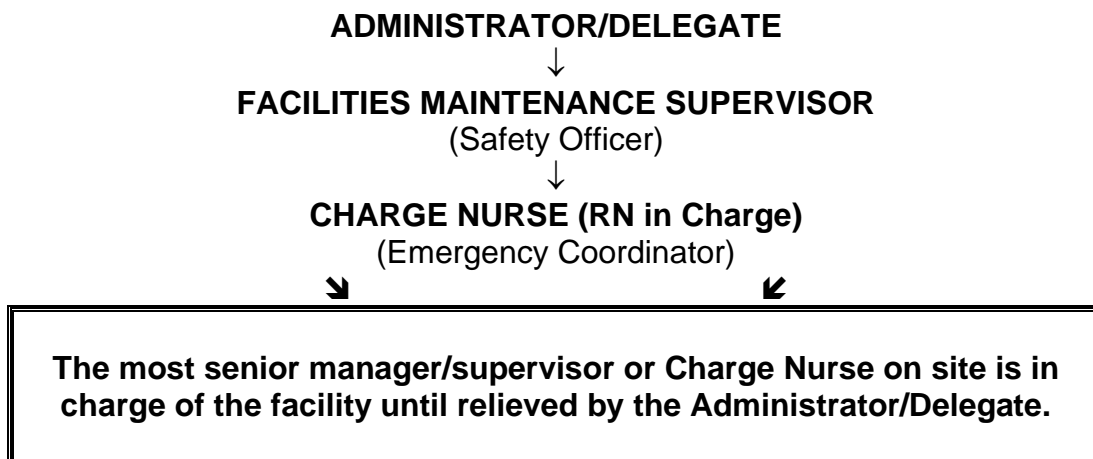 ADMINISTRATOR/DELEGATE
↓
FACILITIES MAINTENANCE SUPERVISOR
(Safety Officer)
↓
CHARGE NURSE (RN in Charge)
(Emergency Coordinator)
The most senior manager/supervisor or Charge Nurse on site is in
charge of the facility until relieved by the Administrator/Delegate.